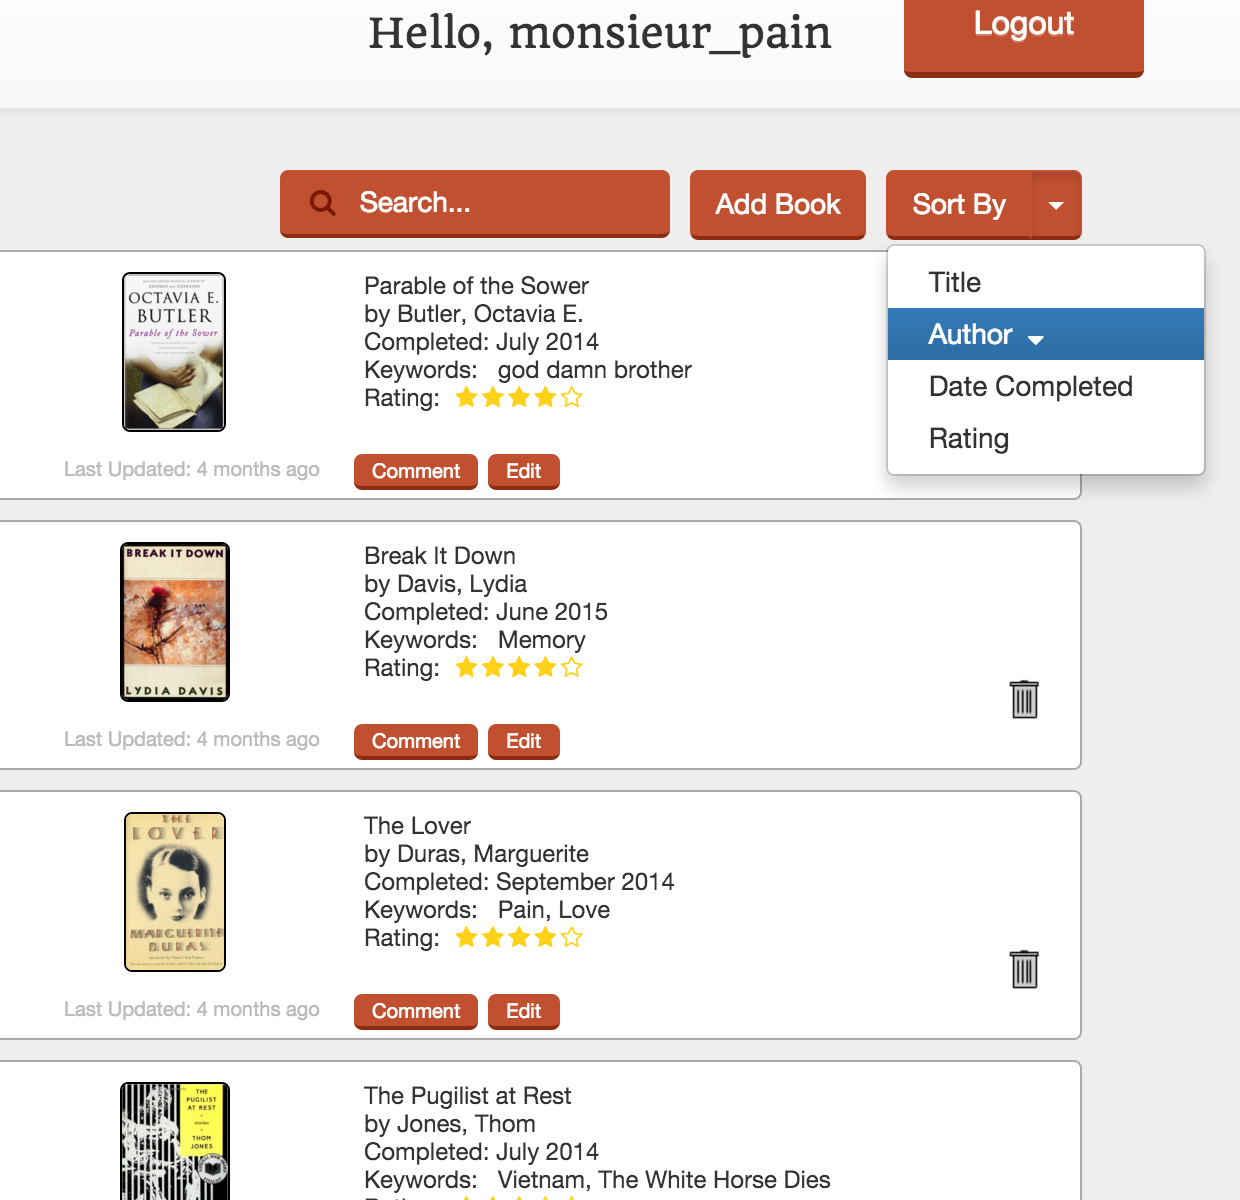 Hello, monsieur_pain
Logout
Search...
Add Book
Sort By
Title
Author
Date Completed
Rating
OCTAVIA E.
BUTLER
Parable of the Sower
Parable of the Sower
by Butler, Octavia E.
Completed: July 2014
Keywords: god damn brother
Rating:
Last Updated: 4 months ago
Comment
Edit
BREAK IT DOWN
LYDIA DAVIS
Break It Down
by Davis, Lydia
Completed: June 2015
Keywords: Memory
Rating:
Last Updated: 4 months ago
Comment
Edit
THE
LOVER
MARGUERITE
DURAS
The Lover
by Duras, Marguerite
Completed: September 2014
Keywords: Pain, Love
Rating:
Last Updated: 4 months ago
Comment
Edit
THE
PUGILIST
AT REST
stories
THOM
JONES
The Pugilist at Rest
by Jones, Thom
Completed: July 2014
Keywords: Vietnam, The White Horse Dies